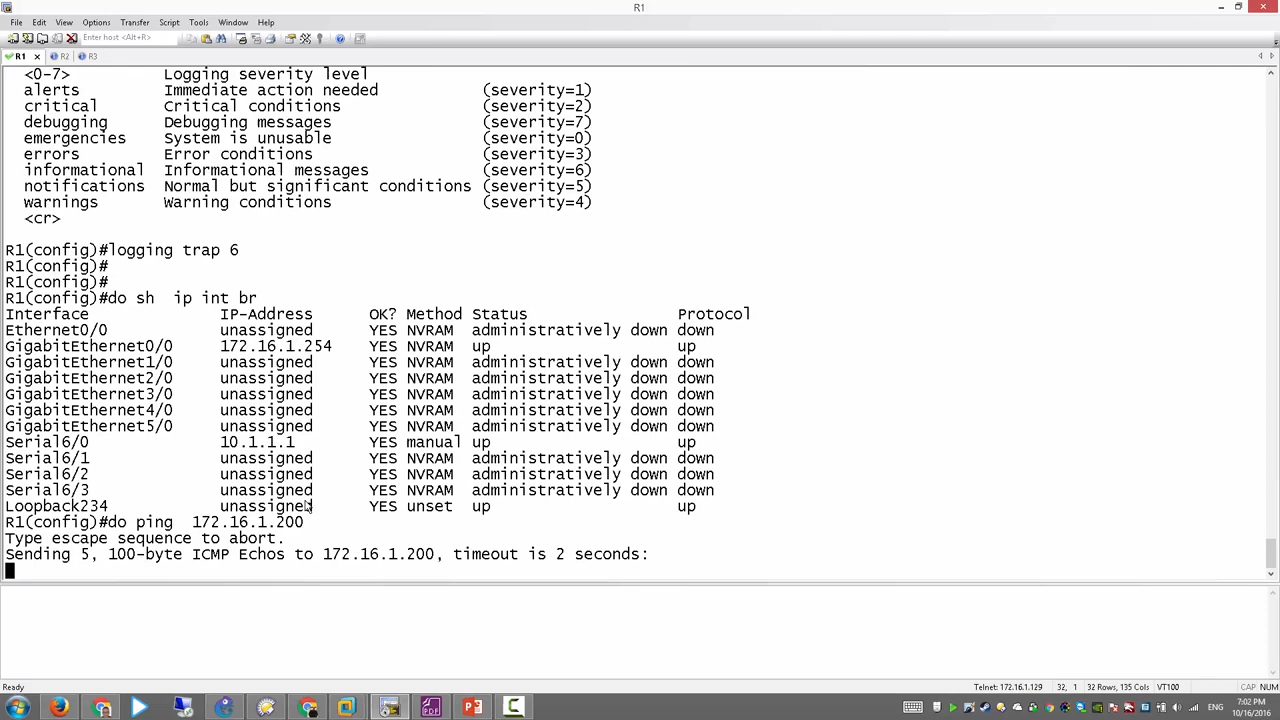 R1
File Edit View Options Transfer Script Tools Window Help
Enter host <Alt+R>
R1 R2 R3
<0-7> Logging severity level
alerts Immediate action needed (severity=1)
critical Critical conditions (severity=2)
debugging Debugging messages (severity=7)
emergencies System is unusable (severity=0)
errors Error conditions (severity=3)
informational Informational messages (severity=6)
notifications Normal but significant conditions (severity=5)
warnings Warning conditions (severity=4)
<cr>
R1(config)#logging trap 6
R1(config)#
R1(config)#
R1(config)#do sh  ip int br
Interface IP-Address OK? Method Status Protocol
Ethernet0/0 unassigned YES NVRAM administratively down down
GigabitEthernet0/0 172.16.1.254 YES NVRAM up up
GigabitEthernet1/0 unassigned YES NVRAM administratively down down
GigabitEthernet2/0 unassigned YES NVRAM administratively down down
GigabitEthernet3/0 unassigned YES NVRAM administratively down down
GigabitEthernet4/0 unassigned YES NVRAM administratively down down
GigabitEthernet5/0 unassigned YES NVRAM administratively down down
Serial6/0 10.1.1.1 YES manual up up
Serial6/1 unassigned YES NVRAM administratively down down
Serial6/2 unassigned YES NVRAM administratively down down
Serial6/3 unassigned YES NVRAM administratively down down
Loopback234 unassigned YES unset up up
R1(config)#do ping  172.16.1.200
Type escape sequence to abort.
Sending 5, 100-byte ICMP Echos to 172.16.1.200, timeout is 2 seconds:
Ready Telnet: 172.16.1.129 32, 1 32 Rows, 135 Cols VT100 CAP NUM
PDF ENG 7:02 PM
10/16/2016